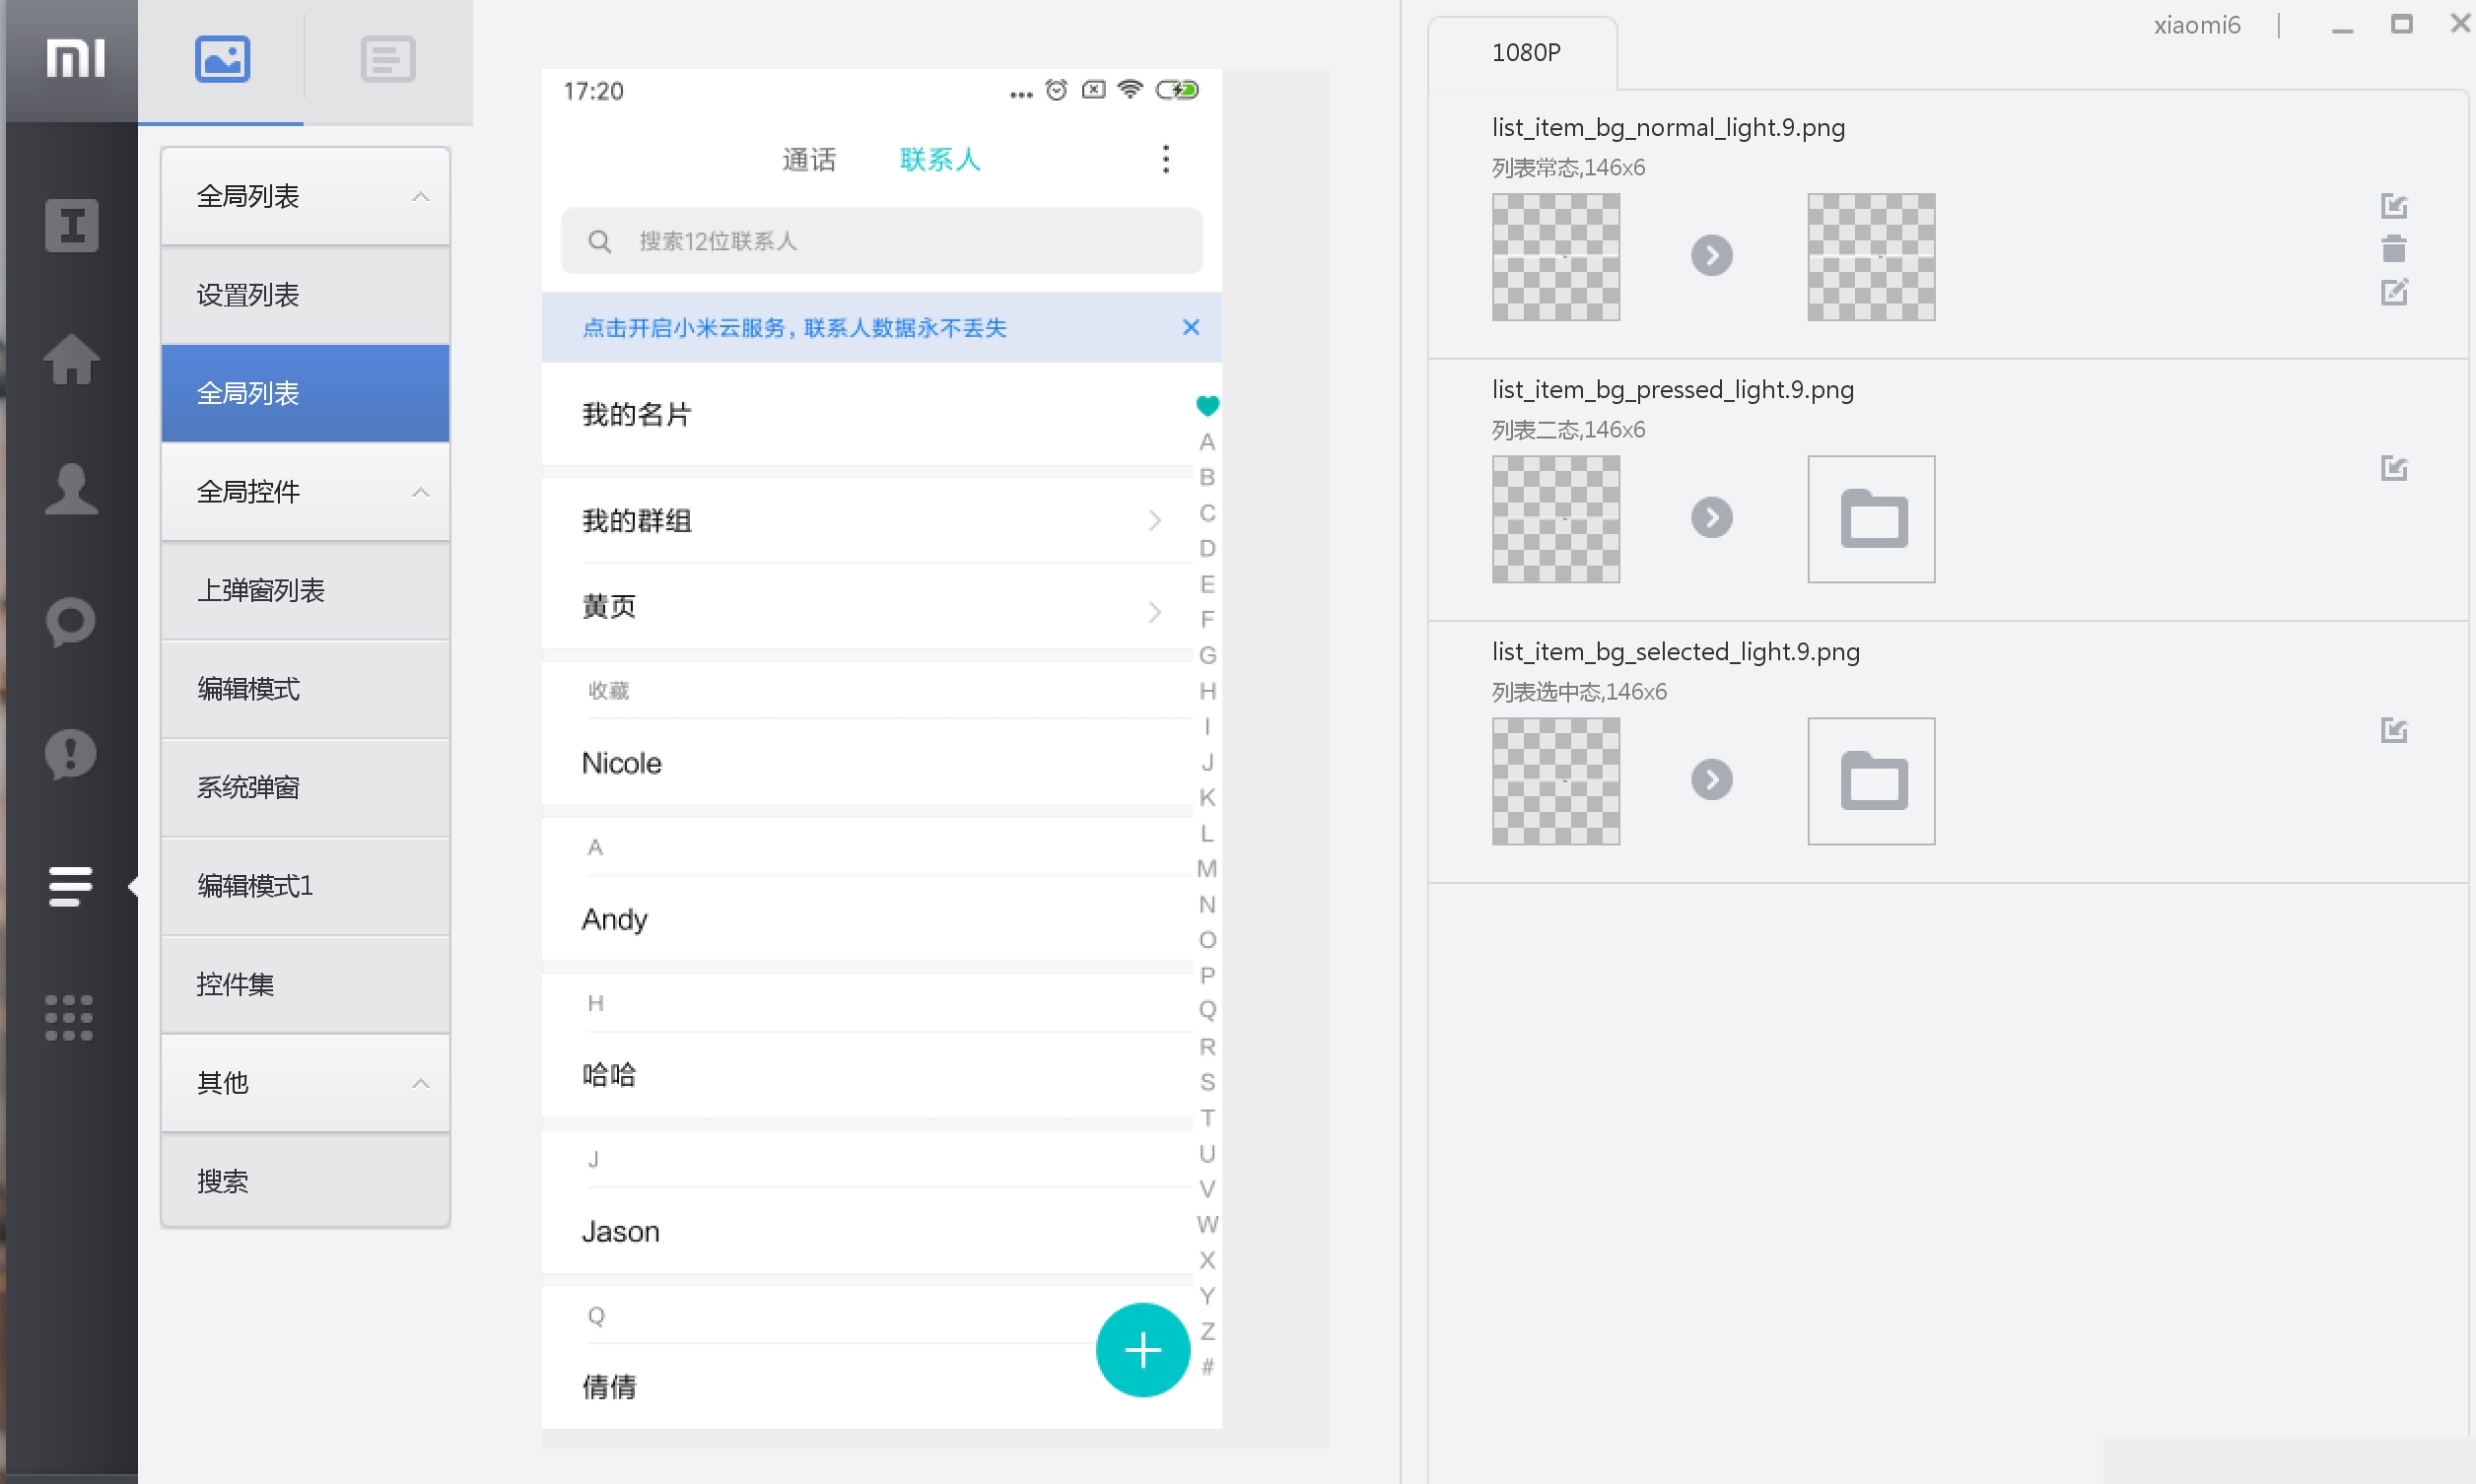 xiaomi6
全局列表
设置列表
全局列表
全局控件
上弹窗列表
编辑模式
系统弹窗
编辑模式1
控件集
其他
搜索
17:20
通话
联系人
搜索12位联系人
点击开启小米云服务，联系人数据永不丢失
我的名片
我的群组
黄页
收藏
Nicole
A
Andy
H
哈哈
J
Jason
Q
倩倩
A
B
C
D
E
F
G
H
I
J
K
L
M
N
O
P
Q
R
S
T
U
V
W
X
Y
Z
#
1080P
list_item_bg_normal_light.9.png
列表常态,146x6
list_item_bg_pressed_light.9.png
列表二态,146x6
list_item_bg_selected_light.9.png
列表选中态,146x6